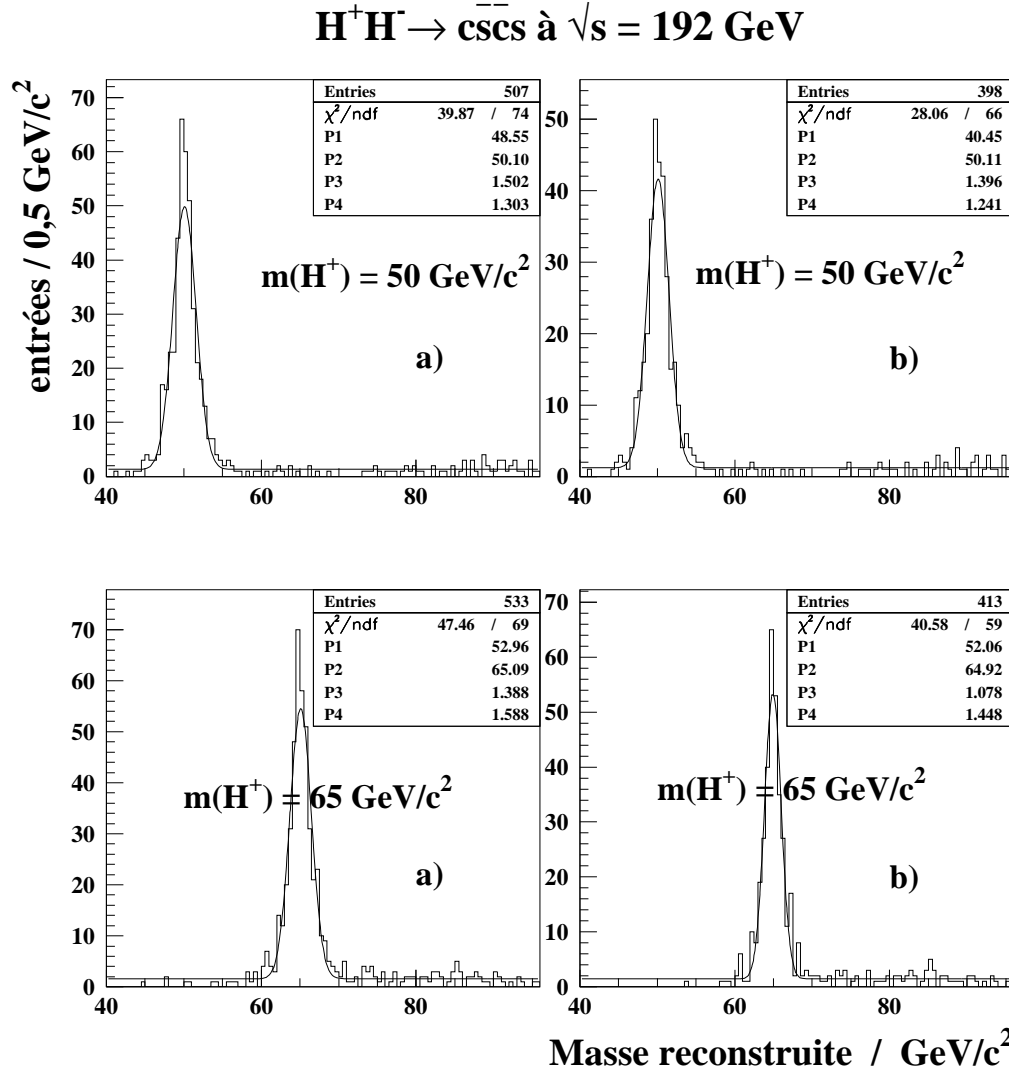 H⁺H⁻ → cs̄c̄s à √s = 192 GeV
entrées / 0,5 GeV/c²
Entries 507
χ²/ndf 39.87 / 74
P1 48.55
P2 50.10
P3 1.502
P4 1.303
m(H⁺) = 50 GeV/c²
a)
70
60
50
40
30
20
10
0
40 60 80
Entries 398
χ²/ndf 28.06 / 66
P1 40.45
P2 50.11
P3 1.396
P4 1.241
m(H⁺) = 50 GeV/c²
b)
50
40
30
20
10
0
40 60 80
Entries 533
χ²/ndf 47.46 / 69
P1 52.96
P2 65.09
P3 1.388
P4 1.588
m(H⁺) = 65 GeV/c²
a)
70
60
50
40
30
20
10
0
40 60 80
Entries 413
χ²/ndf 40.58 / 59
P1 52.06
P2 64.92
P3 1.078
P4 1.448
m(H⁺) = 65 GeV/c²
b)
70
60
50
40
30
20
10
0
40 60 80
Masse reconstruite / GeV/c²